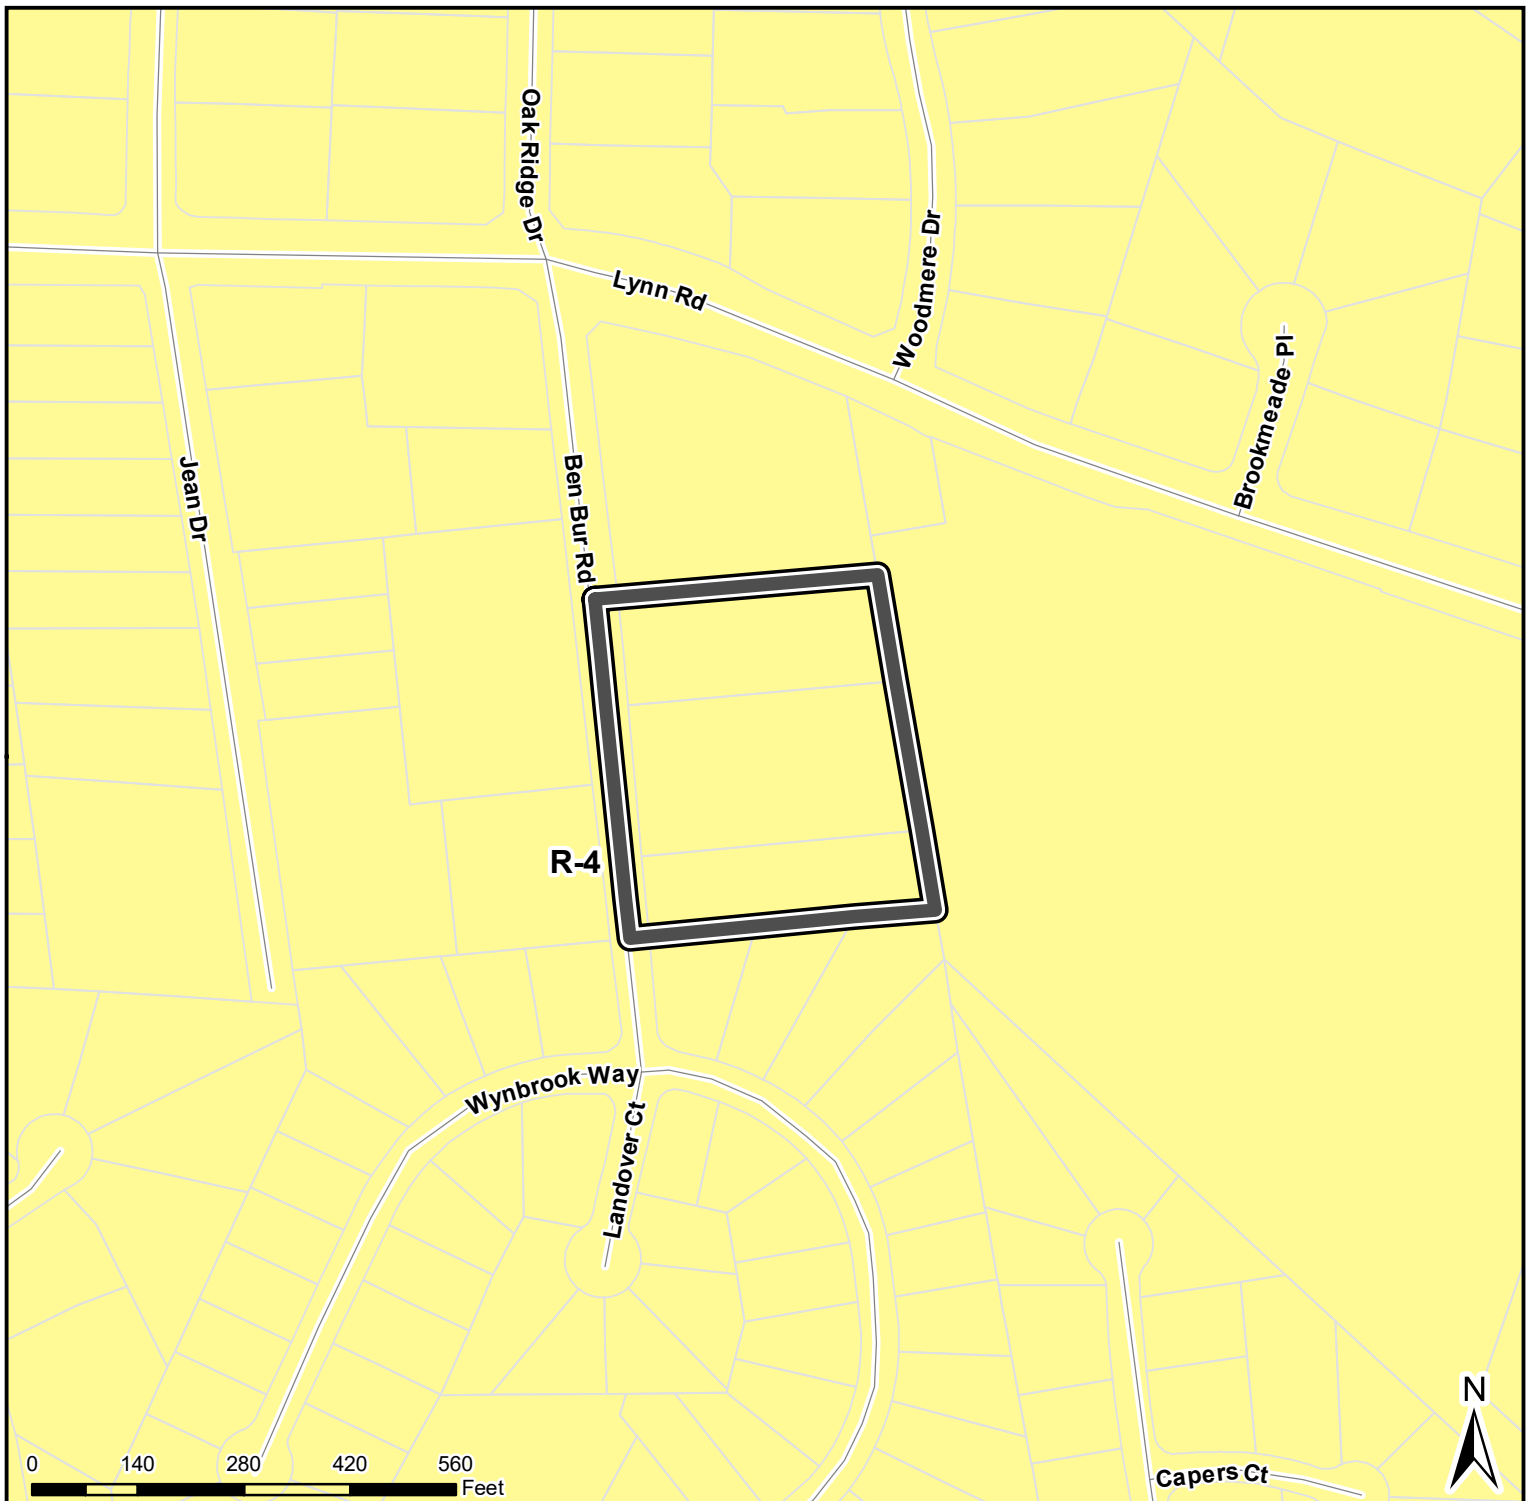 Oak Ridge Dr
Lynn Rd
Woodmere Dr
Brookmeade Pl
Jean Dr
Ben Bur Rd
R-4
Wynbrook Way
Landover Ct
N
0 140 280 420 560
Feet
Capers Ct